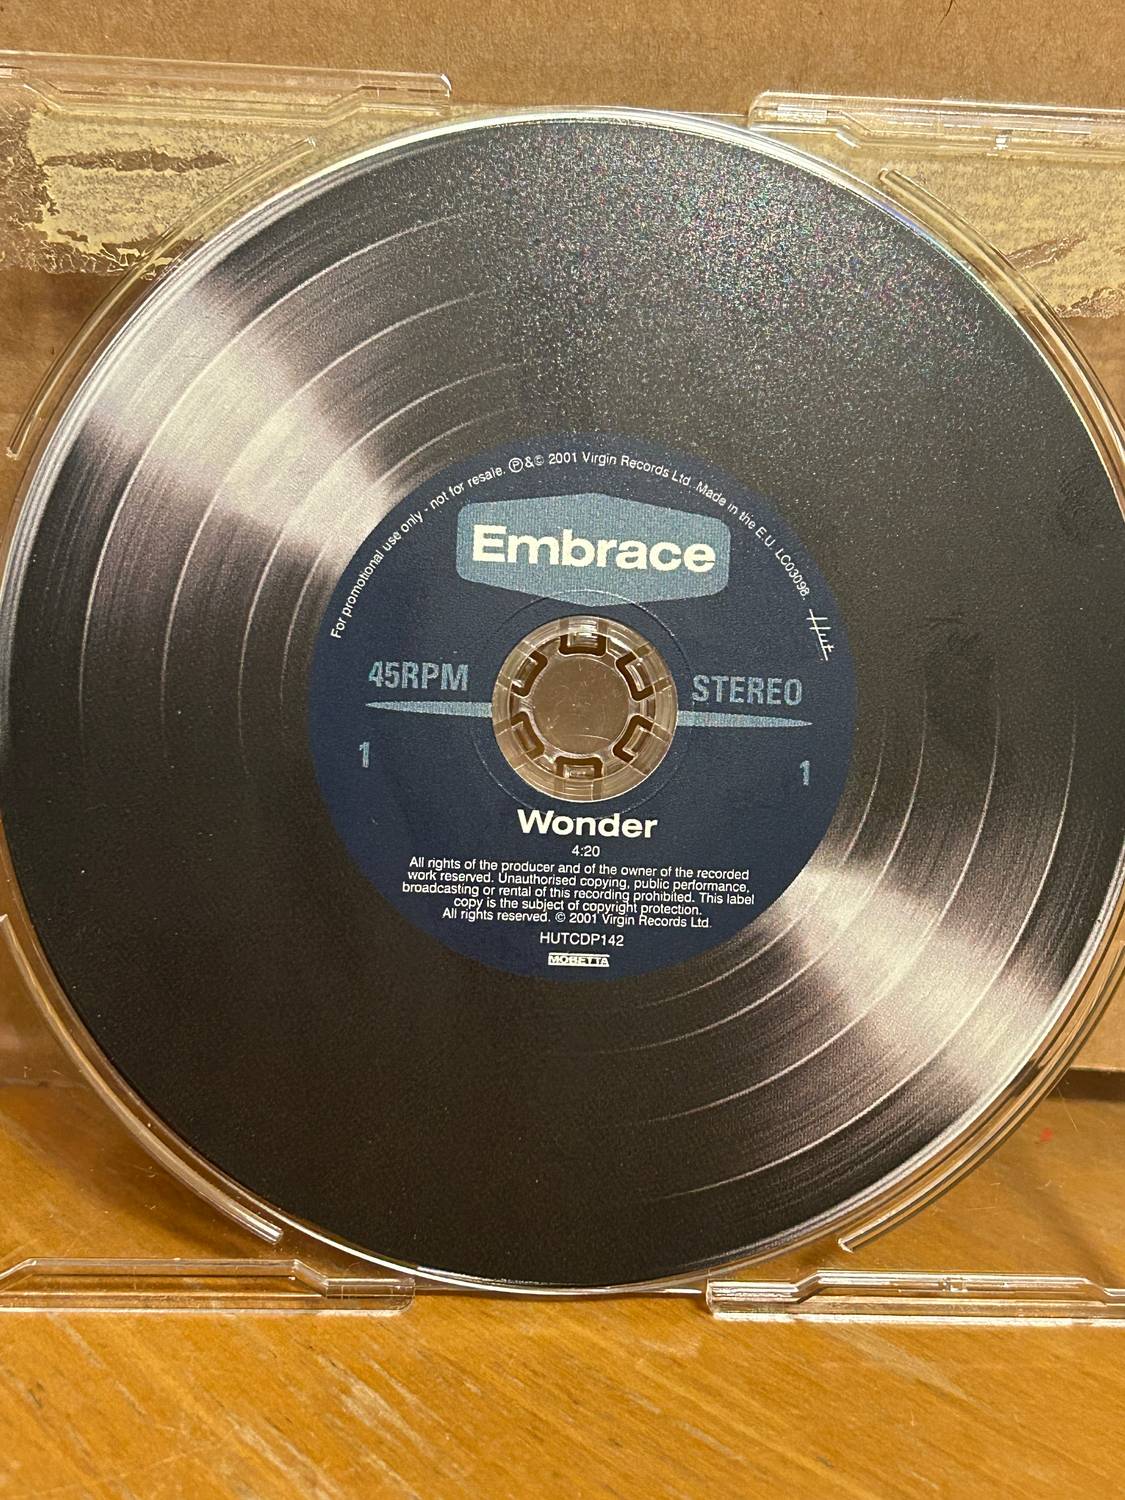 For promotional use only - not for resale. ℗&© 2001 Virgin Records Ltd. Made in the E.U. LC03098.
Hut
Embrace
45RPM
STEREO
1
1
Wonder
4:20
All rights of the producer and of the owner of the recorded
work reserved. Unauthorised copying, public performance,
broadcasting or rental of this recording prohibited. This label
copy is the subject of copyright protection.
All rights reserved. © 2001 Virgin Records Ltd.
HUTCDP142
MORETTA